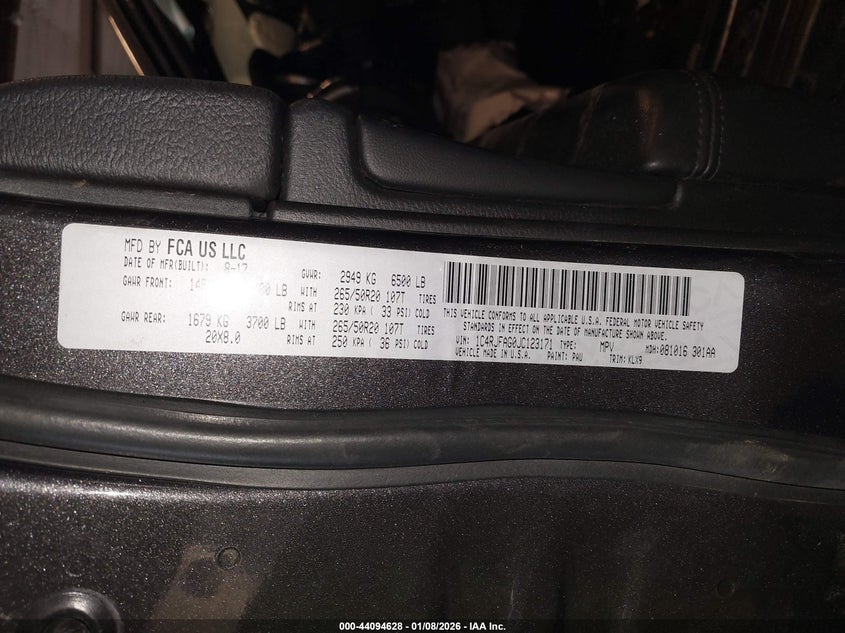 MFD BY FCA US LLC
DATE OF MFR(BUILT): 8-17 GVWR: 2949 KG 6500 LB
GAWR FRONT: LB WITH 265/50R20 107T TIRES
RIMS AT 230 KPA ( 33 PSI) COLD
GAWR REAR: 1679 KG 3700 LB WITH 265/50R20 107T TIRES
20X8.0 RIMS AT 250 KPA ( 36 PSI) COLD
THIS VEHICLE CONFORMS TO ALL APPLICABLE U.S.A. FEDERAL MOTOR VEHICLE SAFETY
STANDARDS IN EFFECT ON THE DATE OF MANUFACTURE SHOWN ABOVE.
VIN: 1C4RJFAG0JC123171 TYPE: MPV MDH: 081016 301AA
VEHICLE MADE IN U.S.A. PAINT: PAU TRIM: KLX9
000-44094628 - 01/08/2026 - IAA Inc.